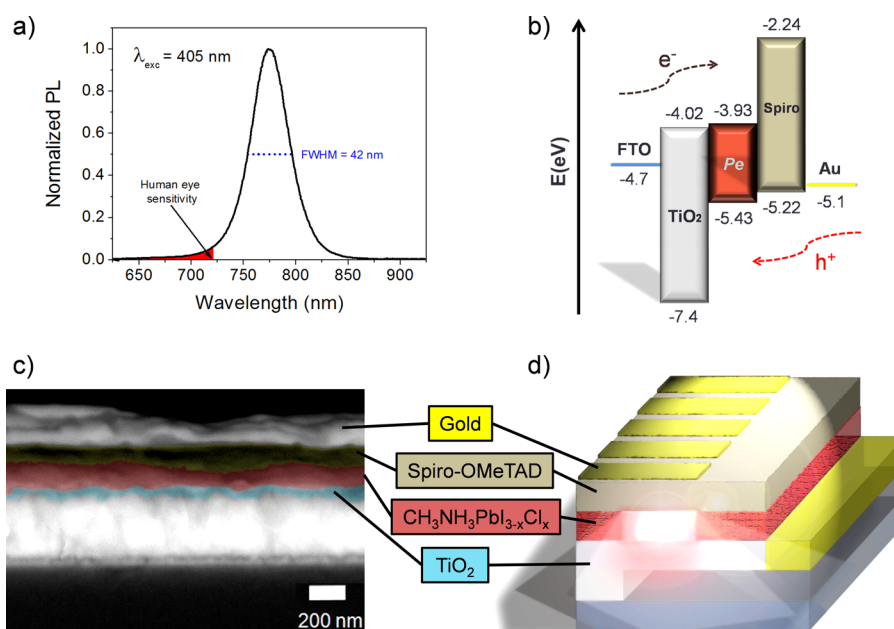 a)
λexc = 405 nm
Normalized PL
1.0
0.8
0.6
0.4
0.2
0.0
FWHM = 42 nm
Human eye
sensitivity
650 700 750 800 850 900
Wavelength (nm)
b)
E(eV)
e-
-2.24
-4.02 -3.93
Spiro
FTO
-4.7
Pe
Au
-5.1
TiO2
-5.43
-5.22
h+
-7.4
c)
200 nm
Gold
Spiro-OMeTAD
CH3NH3PbI3-xClx
TiO2
d)